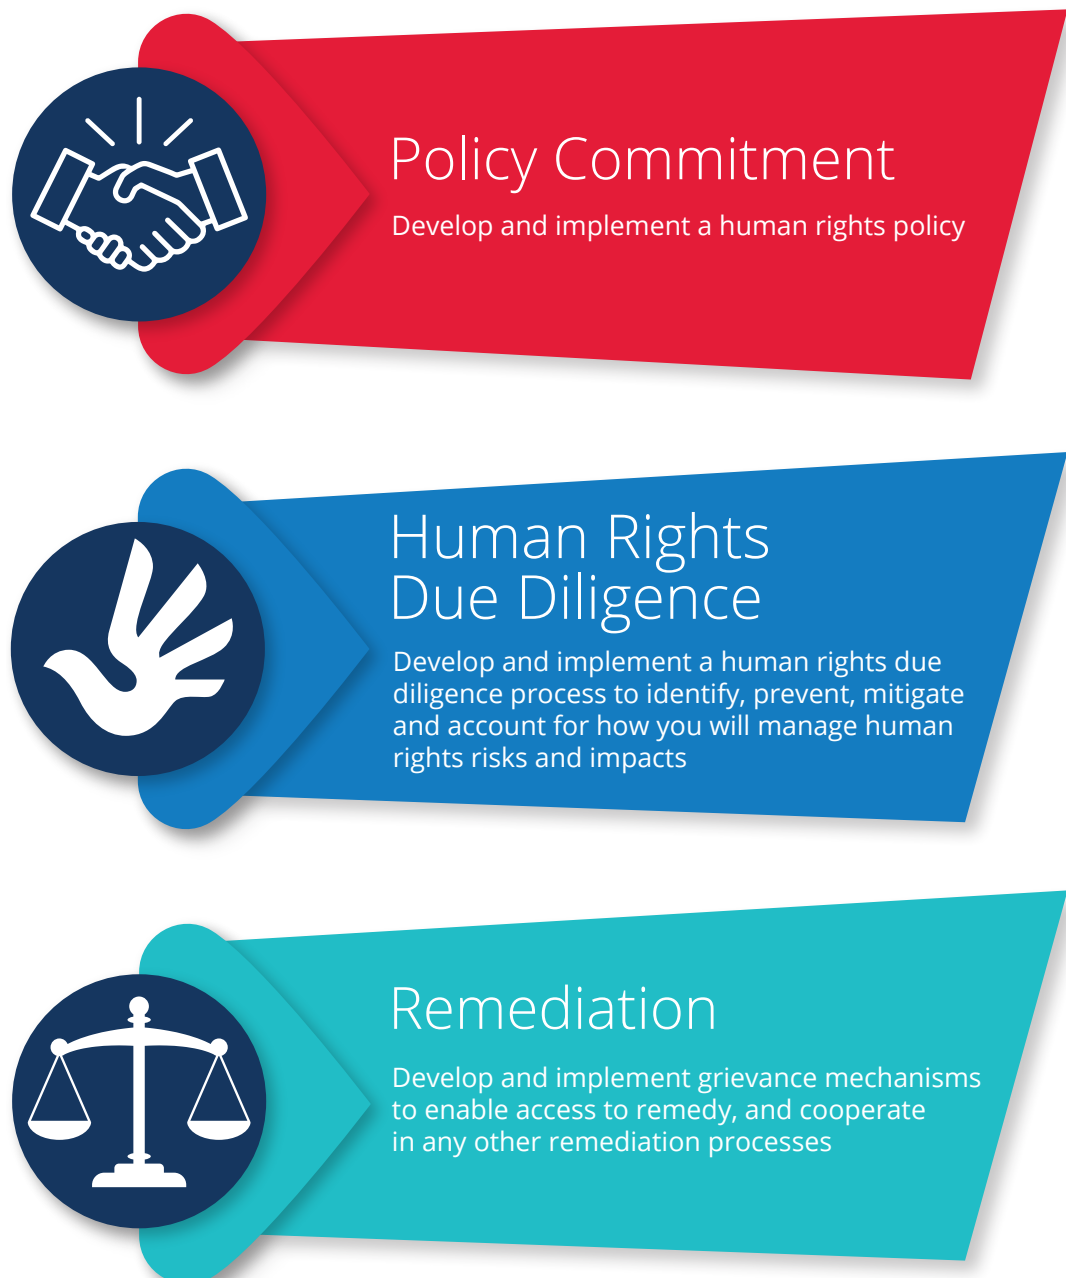 Policy Commitment
Develop and implement a human rights policy
Human Rights
Due Diligence
Develop and implement a human rights due
diligence process to identify, prevent, mitigate
and account for how you will manage human
rights risks and impacts
Remediation
Develop and implement grievance mechanisms
to enable access to remedy, and cooperate
in any other remediation processes